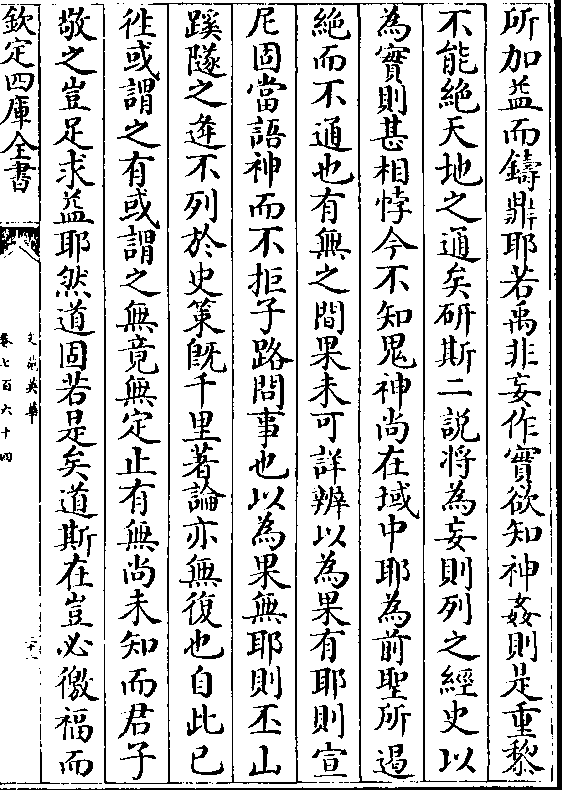 所加益而鑄鼎耶若禹非妄作實欲知神姦則是重黎
不能絶天地之通矣研斯二説將為妄則列之經史以
為實則甚相悖今不知鬼神尚在域中耶為前聖所遏
絶而不通也有無之間果未可詳辨以為果有耶則宣
尼固當語神而不拒子路問事也以為果無耶則丕山
蹊隧之逢不列於史策旣千里著論亦無復也自此已
徃或謂之有或謂之無竟無定止有無尚未知而君子
敬之豈足求益耶然道固若是矣道斯在豈必徼福而
欽定四庫全書
文苑英華
卷七百六十四